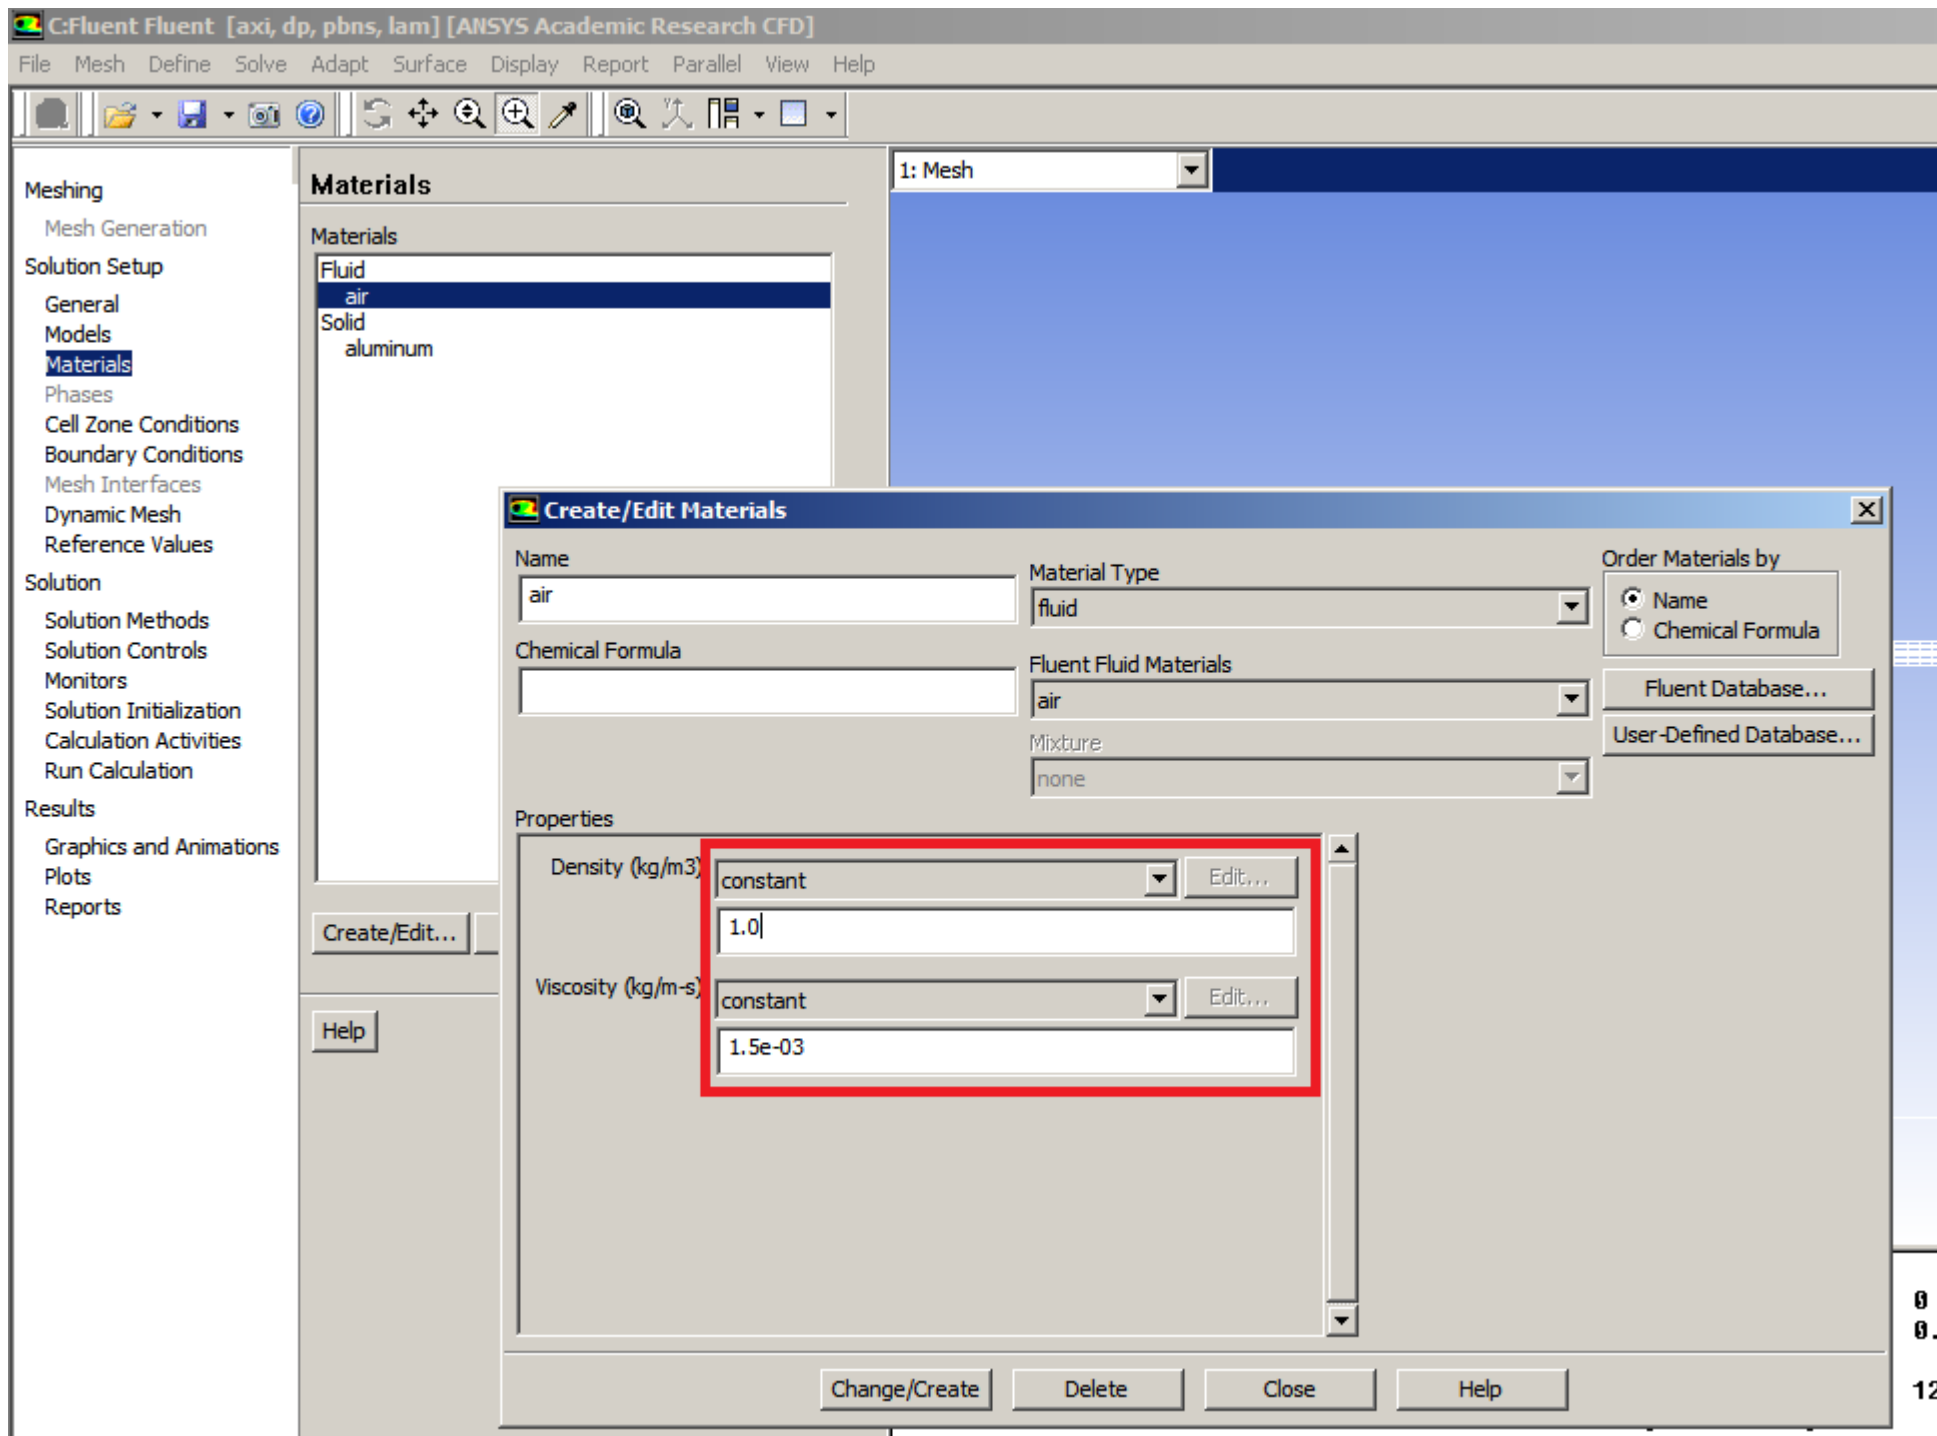 C:Fluent Fluent [axi, dp, pbns, lam] [ANSYS Academic Research CFD]
File Mesh Define Solve Adapt Surface Display Report Parallel View Help
Meshing
Mesh Generation
Solution Setup
General
Models
Materials
Phases
Cell Zone Conditions
Boundary Conditions
Mesh Interfaces
Dynamic Mesh
Reference Values
Solution
Solution Methods
Solution Controls
Monitors
Solution Initialization
Calculation Activities
Run Calculation
Results
Graphics and Animations
Plots
Reports
Materials
Materials
Fluid
air
Solid
aluminum
Create/Edit...
Help
1: Mesh
Create/Edit Materials
Name
air
Chemical Formula
Material Type
fluid
Fluent Fluid Materials
air
Mixture
none
Order Materials by
Name
Chemical Formula
Fluent Database...
User-Defined Database...
Properties
Density (kg/m3)
constant
Edit...
1.0
Viscosity (kg/m-s)
constant
Edit...
1.5e-03
Change/Create Delete Close Help
0
0.
12